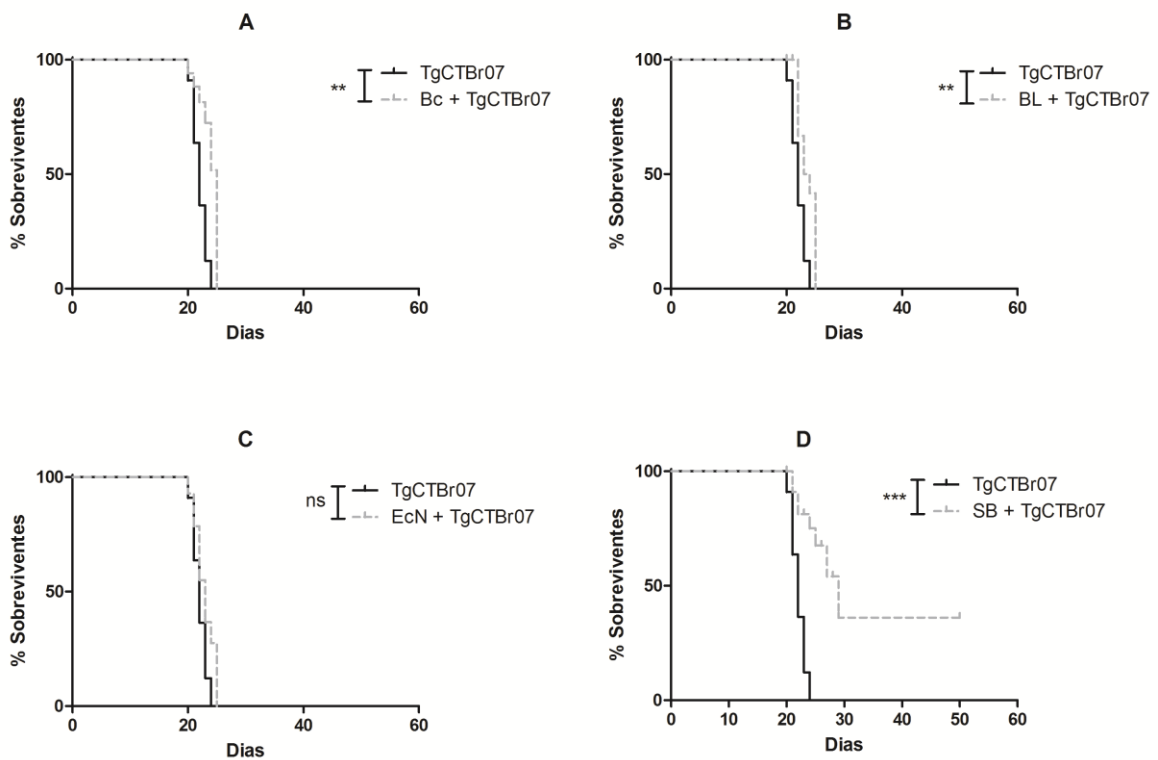 A
100
50
0
% Sobreviventes
0
20
40
60
Dias
**
TgCTBr07
Bc + TgCTBr07
B
100
50
0
% Sobreviventes
0
20
40
60
Dias
**
TgCTBr07
BL + TgCTBr07
C
100
50
0
% Sobreviventes
0
20
40
60
Dias
ns
TgCTBr07
EcN + TgCTBr07
D
100
50
0
% Sobreviventes
0
10
20
30
40
50
60
Dias
***
TgCTBr07
SB + TgCTBr07